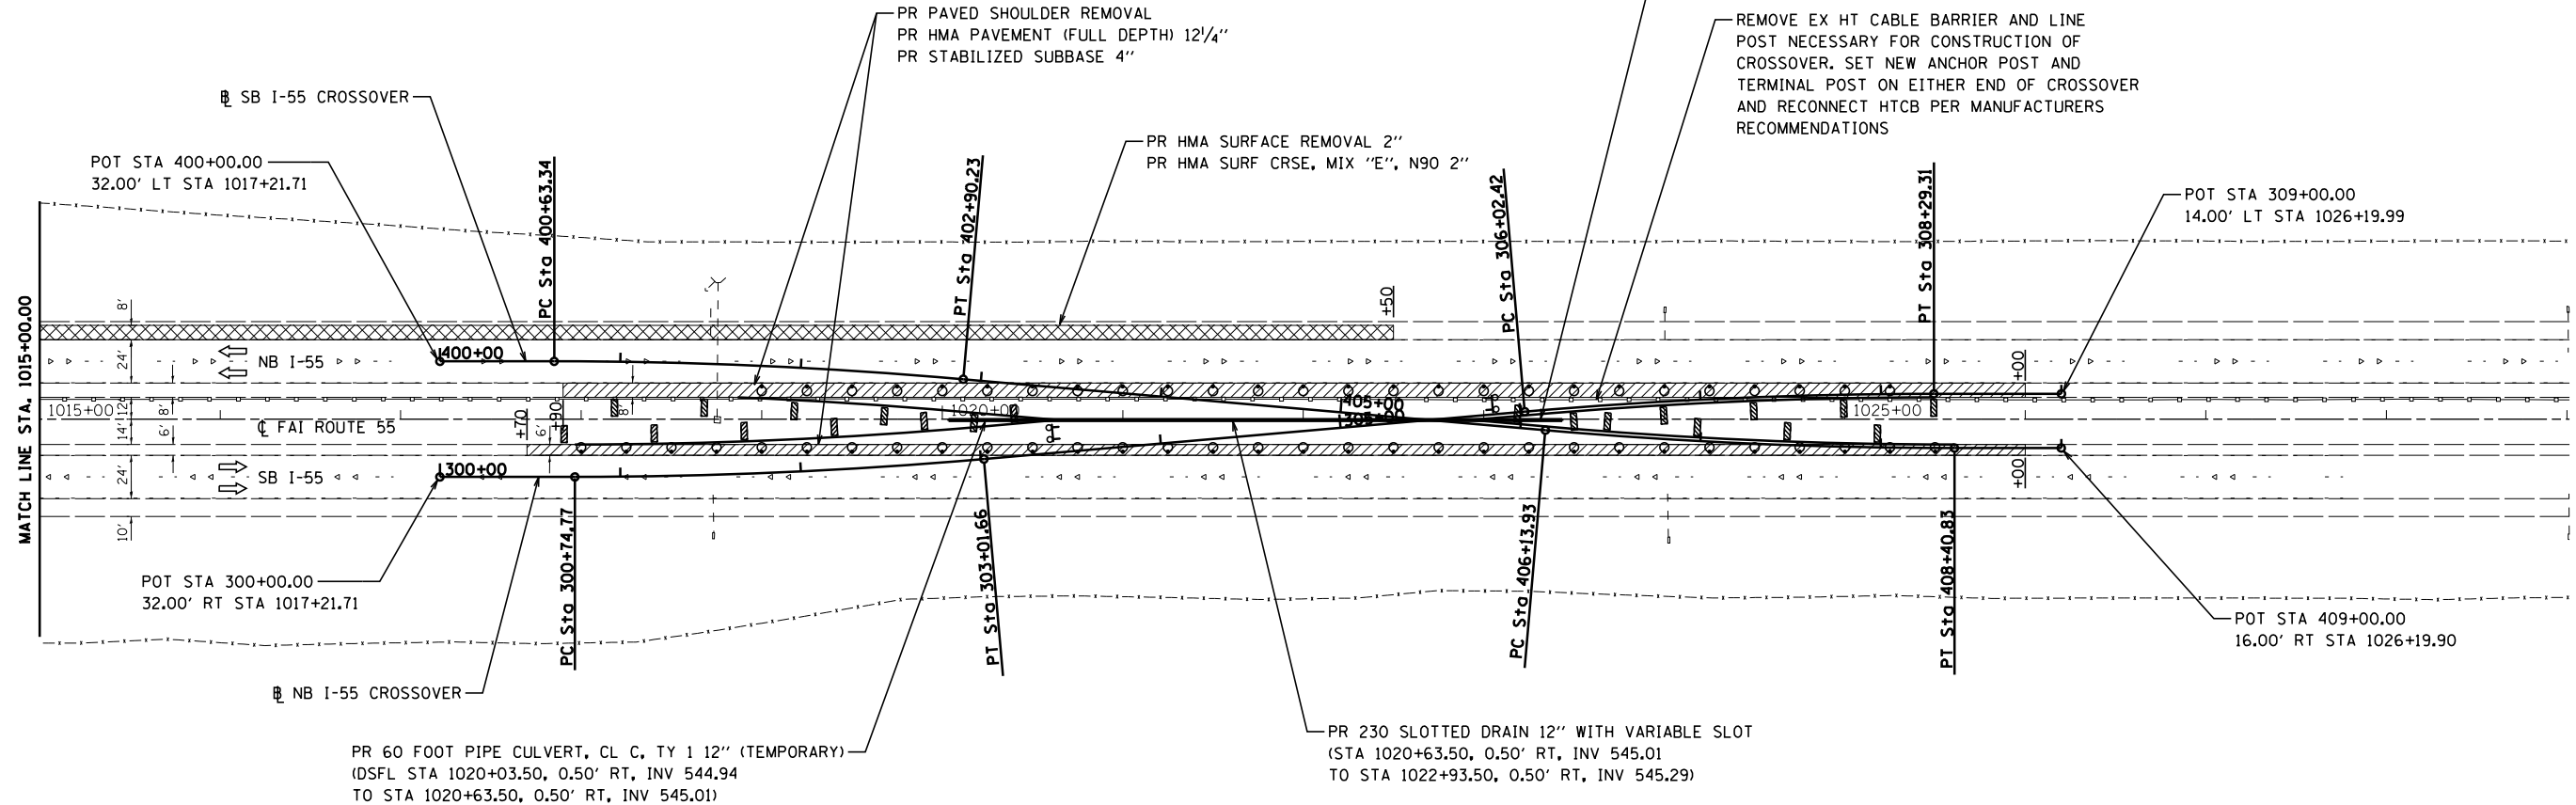 PR PAVED SHOULDER REMOVAL
PR HMA PAVEMENT (FULL DEPTH) 12 1/4''
PR STABILIZED SUBBASE 4''
REMOVE EX HT CABLE BARRIER AND LINE
POST NECESSARY FOR CONSTRUCTION OF
CROSSOVER. SET NEW ANCHOR POST AND
TERMINAL POST ON EITHER END OF CROSSOVER
AND RECONNECT HTCB PER MANUFACTURERS
RECOMMENDATIONS
℄ SB I-55 CROSSOVER
PR HMA SURFACE REMOVAL 2''
PR HMA SURF CRSE, MIX "E", N90 2''
POT STA 400+00.00
32.00' LT STA 1017+21.71
PC Sta 400+63.34
PT Sta 402+90.23
PC Sta 306+02.42
PT Sta 308+29.31
POT STA 309+00.00
14.00' LT STA 1026+19.99
MATCH LINE STA. 1015+00.00
8'
24'
12'
14'
24'
10'
8'
6'
+50
400+00
NB I-55
+00
1015+00
+70
+90
8'
6'
1020+00
405+00
305+00
1025+00
℄ FAI ROUTE 55
300+00
SB I-55
+00
PC Sta 300+74.77
PT Sta 303+01.66
PC Sta 406+13.93
PT Sta 408+40.83
POT STA 300+00.00
32.00' RT STA 1017+21.71
POT STA 409+00.00
16.00' RT STA 1026+19.90
℄ NB I-55 CROSSOVER
PR 60 FOOT PIPE CULVERT, CL C, TY 1 12'' (TEMPORARY)
(DSFL STA 1020+03.50, 0.50' RT, INV 544.94
TO STA 1020+63.50, 0.50' RT, INV 545.01)
PR 230 SLOTTED DRAIN 12'' WITH VARIABLE SLOT
(STA 1020+63.50, 0.50' RT, INV 545.01
TO STA 1022+93.50, 0.50' RT, INV 545.29)